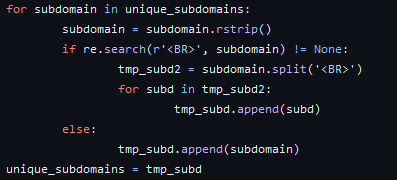 for subdomain in unique_subdomains:
        subdomain = subdomain.rstrip()
        if re.search(r'<BR>', subdomain) != None:
                tmp_subd2 = subdomain.split('<BR>')
                for subd in tmp_subd2:
                        tmp_subd.append(subd)
        else:
                tmp_subd.append(subdomain)
unique_subdomains = tmp_subd